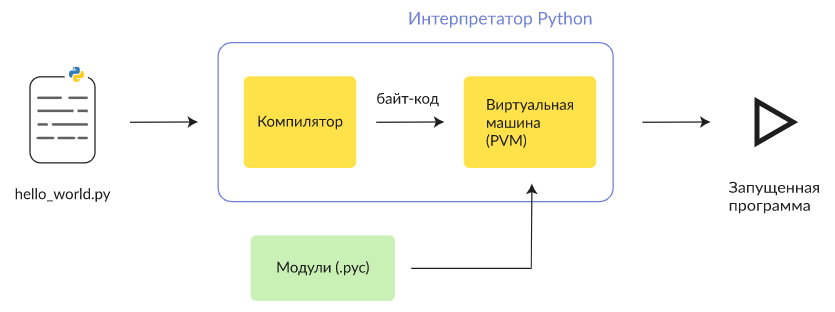 Интерпретатор Python
Компилятор
байт-код
Виртуальная
машина
(PVM)
hello_world.py
Запущенная
программа
Модули (.pyc)